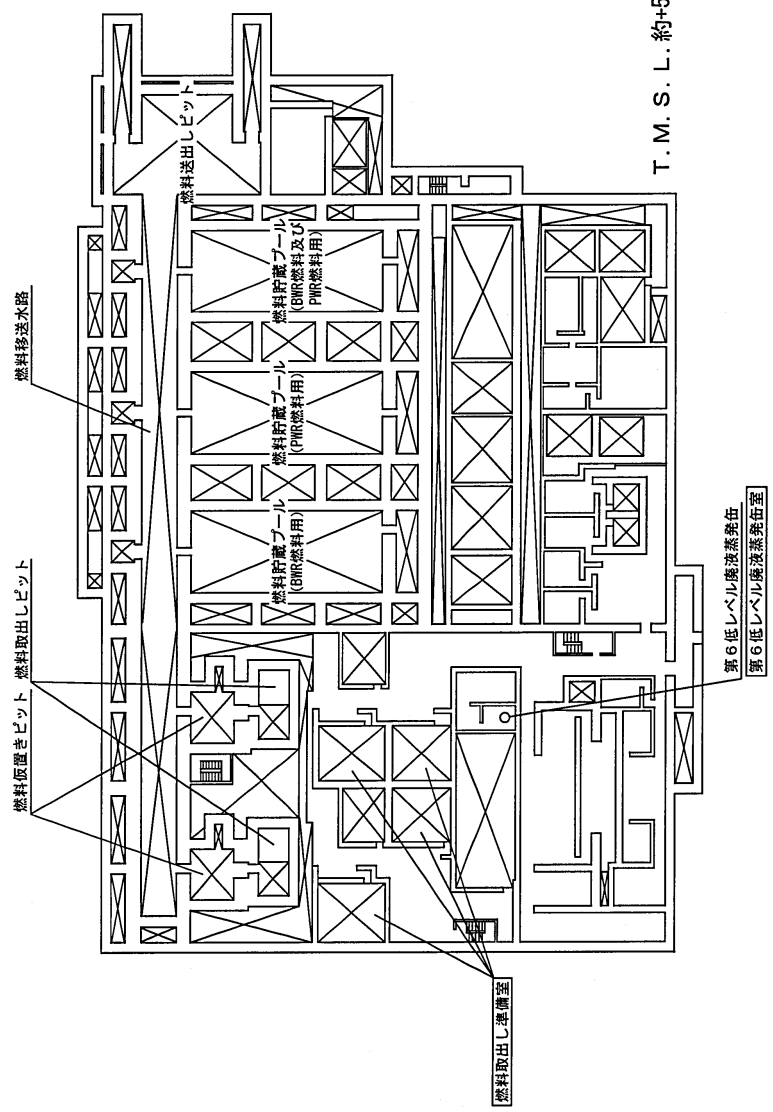 燃料仮置きピット
燃料取出しピット
燃料移送水路
燃料送出しピット
燃料貯蔵プール
(BWR燃料用)
燃料貯蔵プール
(PWR燃料用)
燃料貯蔵プール
(BWR燃料及び
PWR燃料用)
燃料取出し準備室
第6低レベル廃液蒸発缶
第6低レベル廃液蒸発缶室
T.M.S.L.約+5